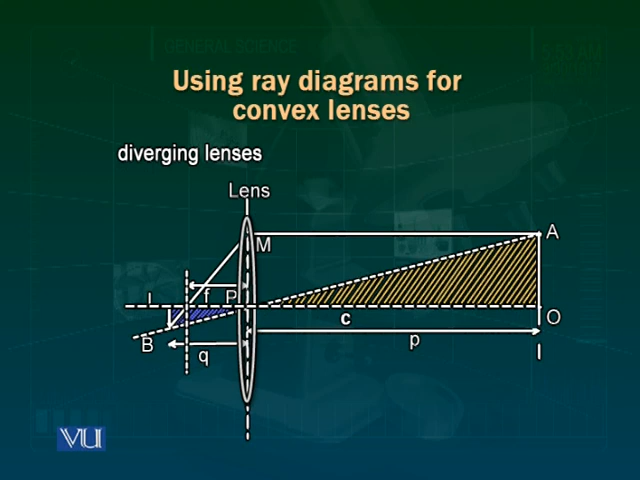 GENERAL SCIENCE
Using ray diagrams for
convex lenses
diverging lenses
Lens
M
A
I
f
P
O
c
B
q
p
I
VU